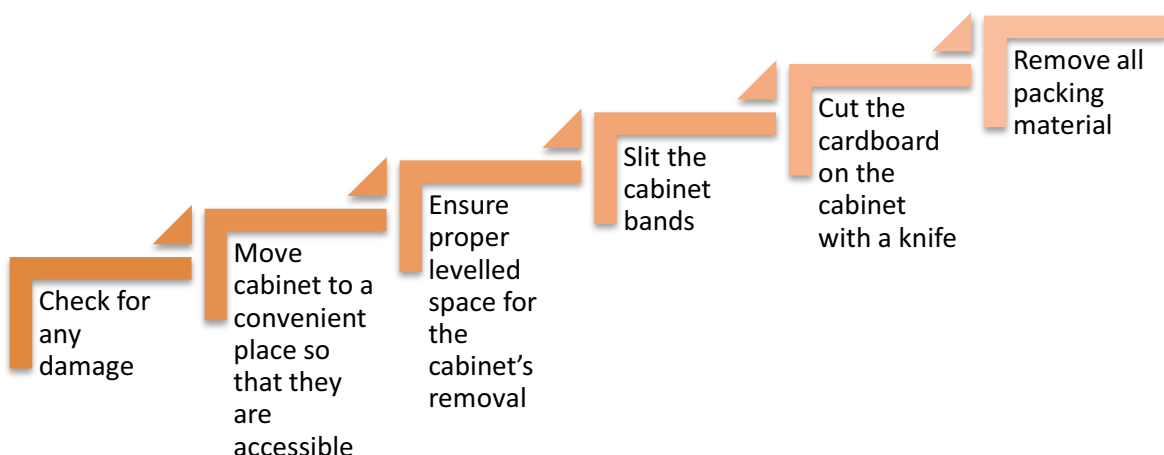 Check for
any
damage
Move
cabinet to a
convenient
place so
that they
are
accessible
Ensure
proper
levelled
space for
the
cabinet’s
removal
Slit the
cabinet
bands
Cut the
cardboard
on the
cabinet
with a knife
Remove all
packing
material